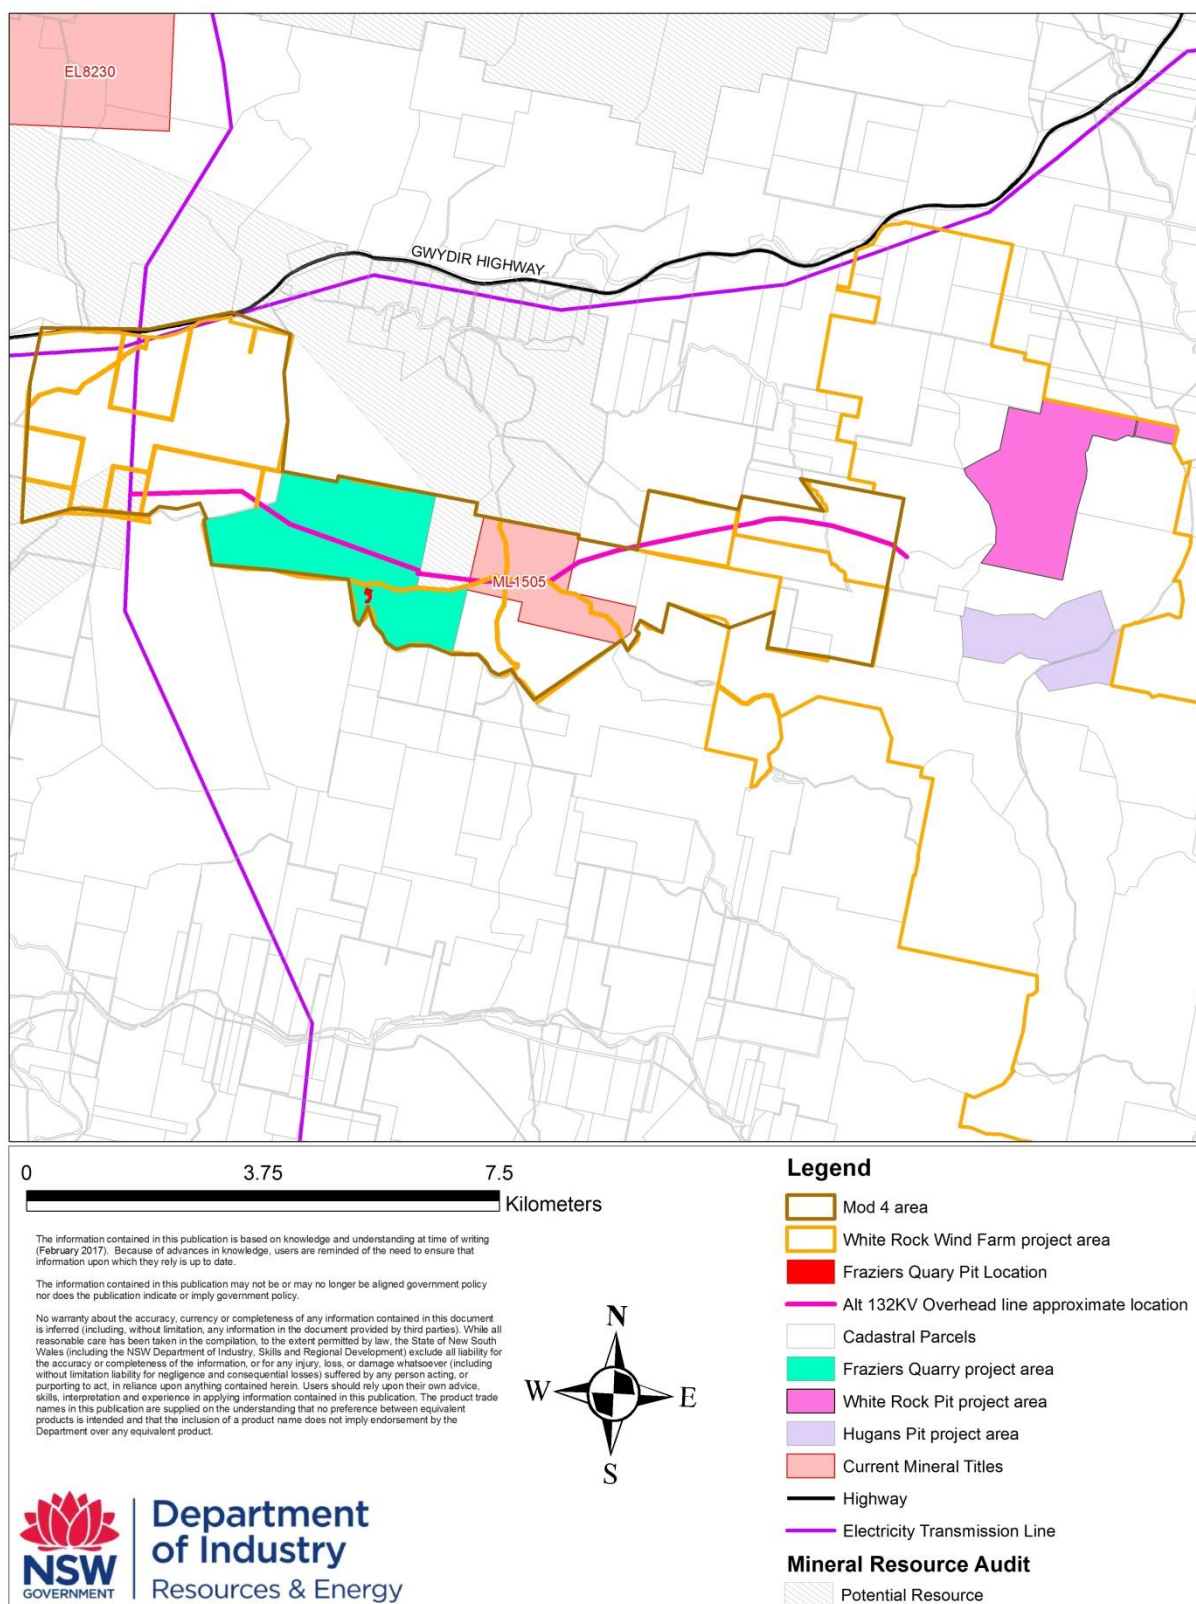 EL8230
GWYDIR HIGHWAY
ML1505
0 3.75 7.5
Kilometers
The information contained in this publication is based on knowledge and understanding at time of writing
(February 2017). Because of advances in knowledge, users are reminded of the need to ensure that
information upon which they rely is up to date.
The information contained in this publication may not be or may no longer be aligned government policy
nor does the publication indicate or imply government policy.
No warranty about the accuracy, currency or completeness of any information contained in this document
is inferred (including, without limitation, any information in the document provided by third parties). While all
reasonable care has been taken in the compilation, to the extent permitted by law, the State of New South
Wales (including the NSW Department of Industry, Skills and Regional Development) exclude all liability for
the accuracy or completeness of the information, or for any injury, loss, or damage whatsoever (including
without limitation liability for negligence and consequential losses) suffered by any person acting, or
purporting to act, in reliance upon anything contained herein. Users should rely upon their own advice,
skills, interpretation and experience in applying information contained in this publication. The product trade
names in this publication are supplied on the understanding that no preference between equivalent
products is intended and that the inclusion of a product name does not imply endorsement by the
Department over any equivalent product.
N
W E
S
Legend
Mod 4 area
White Rock Wind Farm project area
Fraziers Quary Pit Location
Alt 132KV Overhead line approximate location
Cadastral Parcels
Fraziers Quarry project area
White Rock Pit project area
Hugans Pit project area
Current Mineral Titles
Highway
Electricity Transmission Line
Mineral Resource Audit
Potential Resource
NSW
GOVERNMENT
Department
of Industry
Resources & Energy